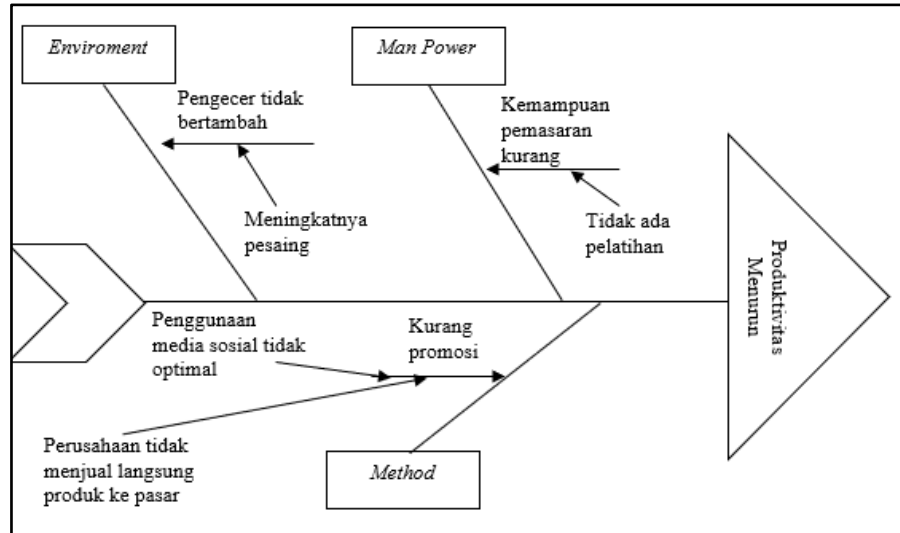 Enviroment
Man Power
Pengecer tidak
bertambah
Kemampuan
pemasaran
kurang
Meningkatnya
pesaing
Tidak ada
pelatihan
Produktivitas
Menurun
Penggunaan
media sosial tidak
optimal
Kurang
promosi
Perusahaan tidak
menjual langsung
produk ke pasar
Method